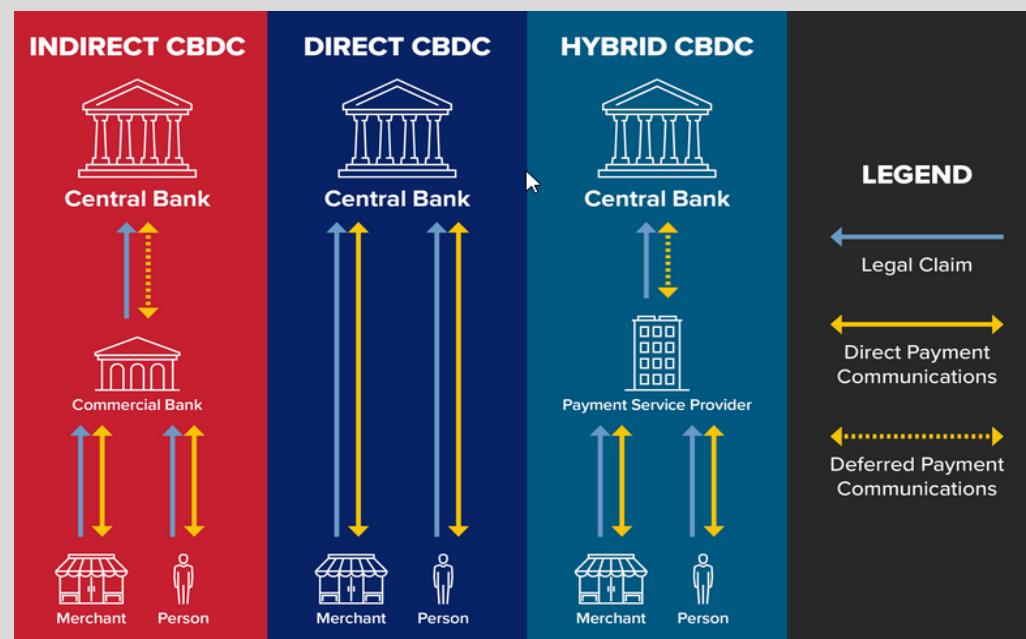 INDIRECT CBDC
Central Bank
Commercial Bank
Merchant
Person
DIRECT CBDC
Central Bank
Merchant
Person
HYBRID CBDC
Central Bank
Payment Service Provider
Merchant
Person
LEGEND
Legal Claim
Direct Payment
Communications
Deferred Payment
Communications